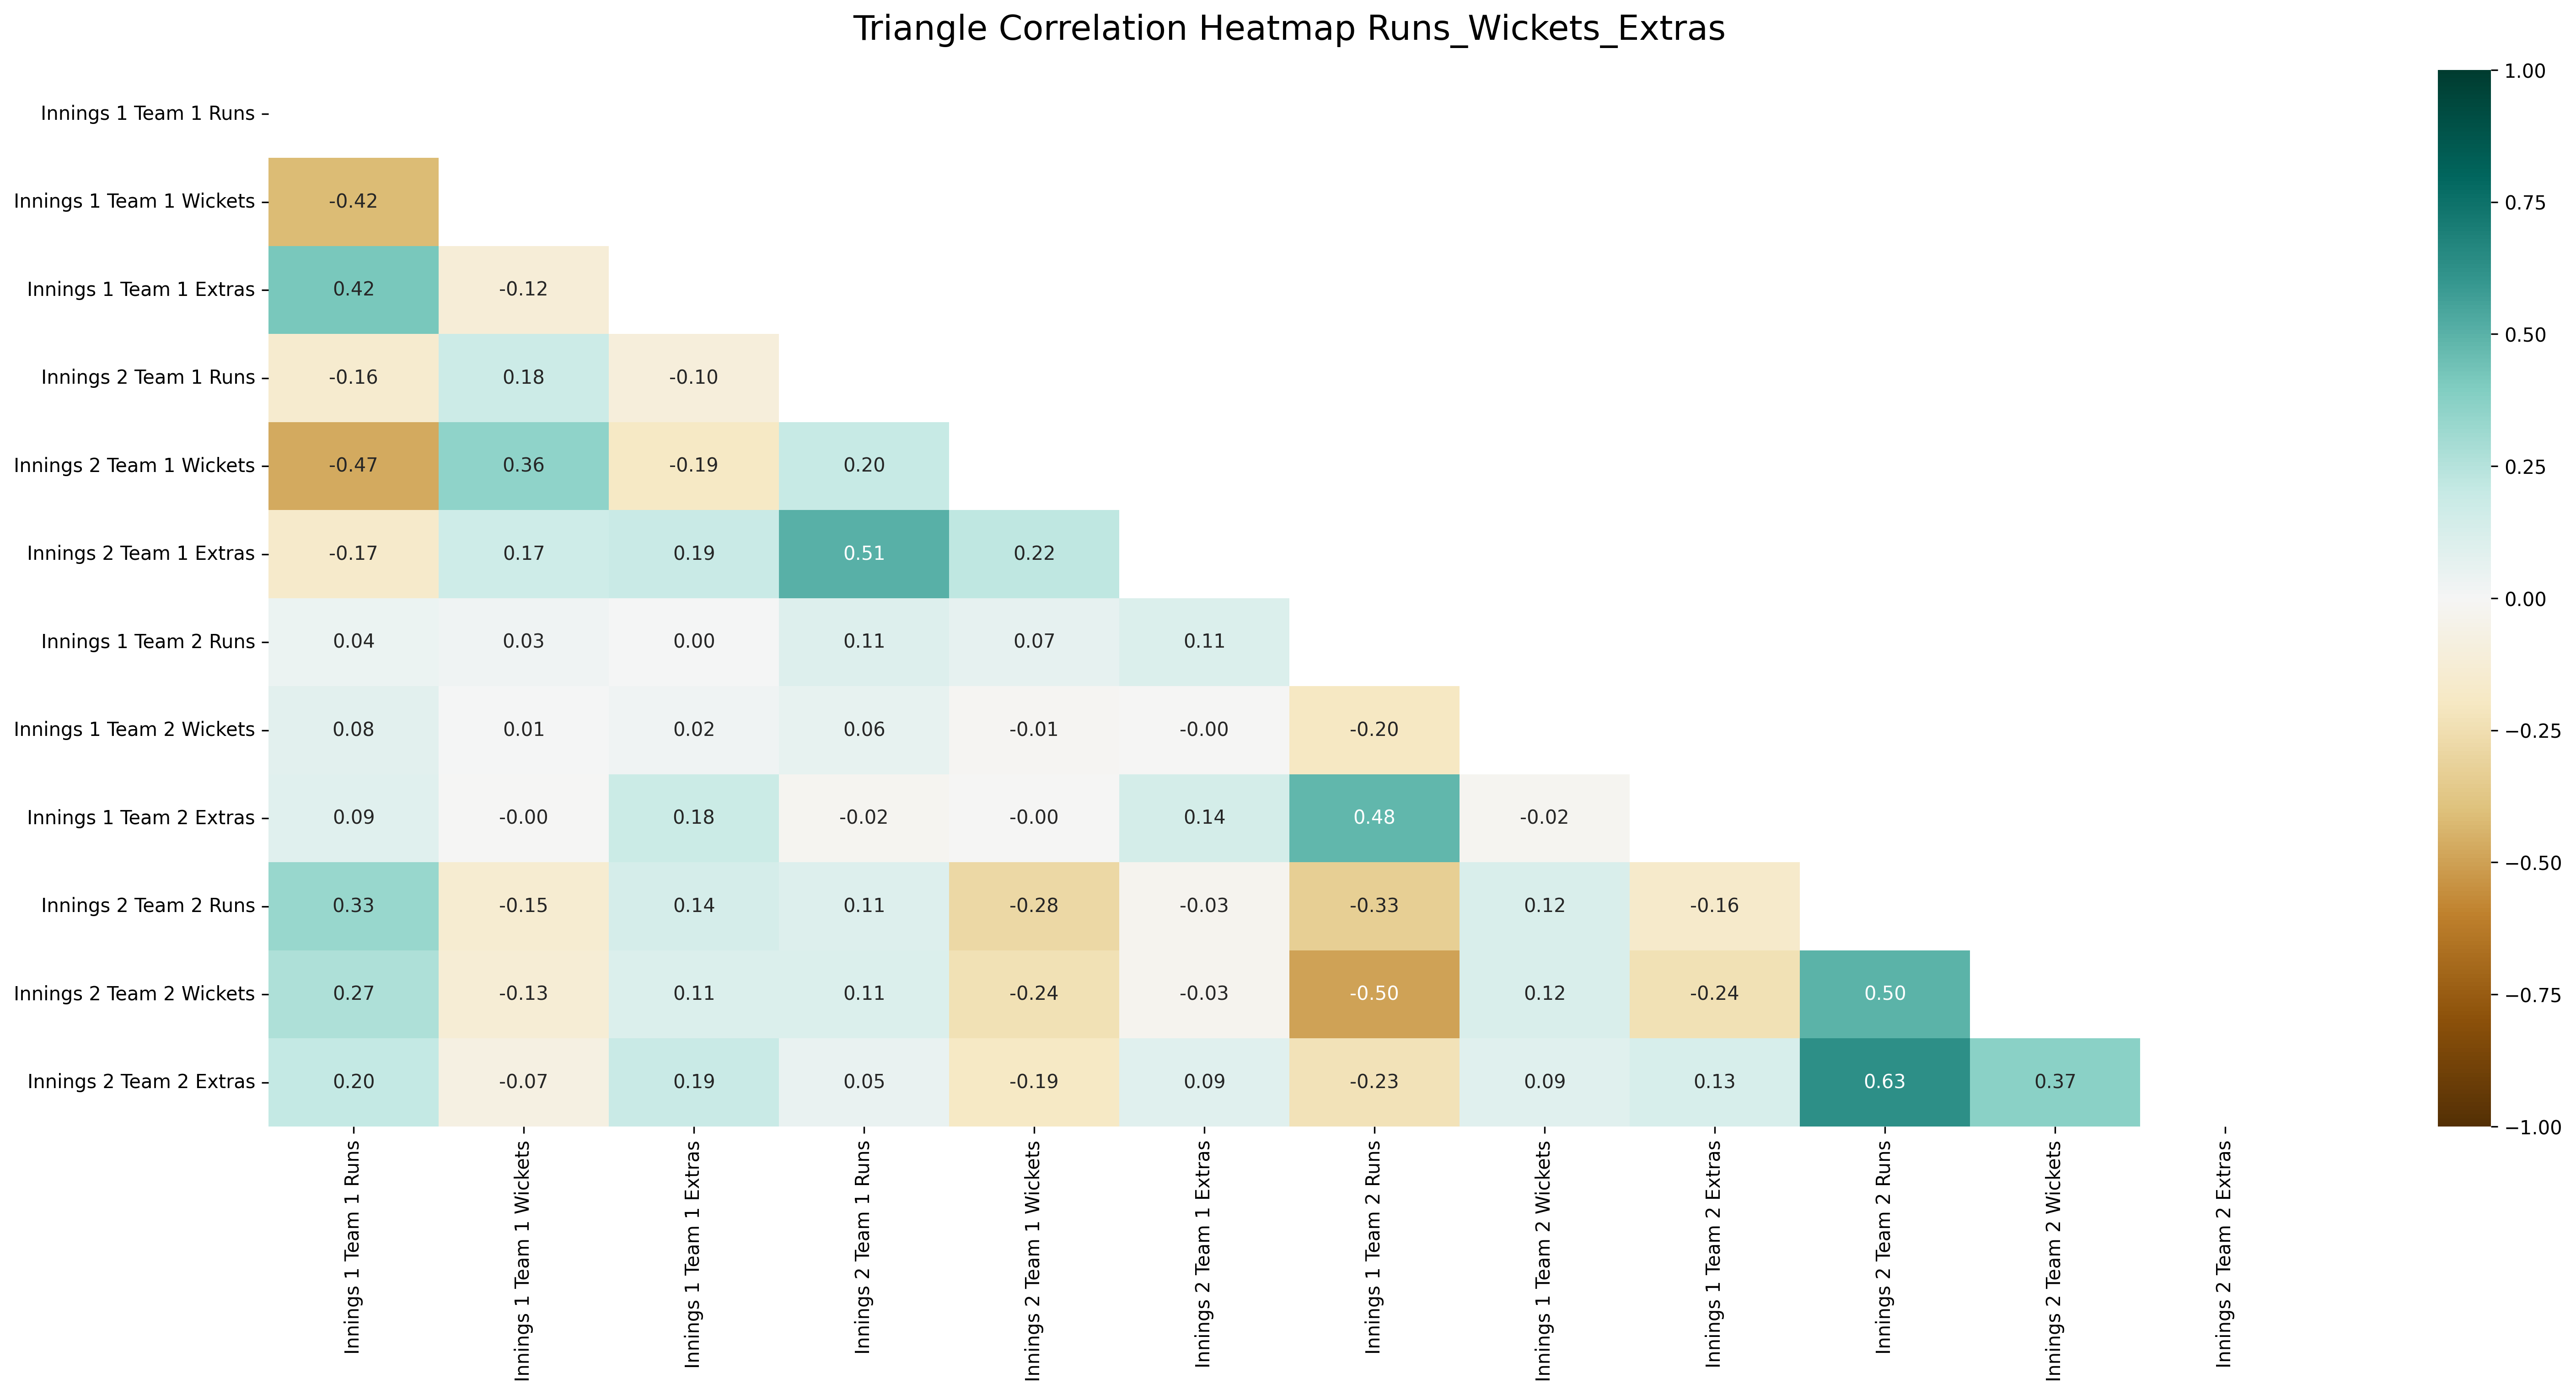 Triangle Correlation Heatmap Runs_Wickets_Extras
1.00
Innings 1 Team 1 Runs
Innings 1 Team 1 Wickets -0.42
0.75
Innings 1 Team 1 Extras 0.42 -0.12
0.50
Innings 2 Team 1 Runs -0.16 0.18 -0.10
Innings 2 Team 1 Wickets -0.47 0.36 -0.19 0.20
0.25
Innings 2 Team 1 Extras -0.17 0.17 0.19 0.51 0.22
0.00
Innings 1 Team 2 Runs 0.04 0.03 0.00 0.11 0.07 0.11
Innings 1 Team 2 Wickets 0.08 0.01 0.02 0.06 -0.01 -0.00 -0.20
−0.25
Innings 1 Team 2 Extras 0.09 -0.00 0.18 -0.02 -0.00 0.14 0.48 -0.02
−0.50
Innings 2 Team 2 Runs 0.33 -0.15 0.14 0.11 -0.28 -0.03 -0.33 0.12 -0.16
Innings 2 Team 2 Wickets 0.27 -0.13 0.11 0.11 -0.24 -0.03 -0.50 0.12 -0.24 0.50
−0.75
Innings 2 Team 2 Extras 0.20 -0.07 0.19 0.05 -0.19 0.09 -0.23 0.09 0.13 0.63 0.37
−1.00
Innings 1 Team 1 Runs
Innings 1 Team 1 Wickets
Innings 1 Team 1 Extras
Innings 2 Team 1 Runs
Innings 2 Team 1 Wickets
Innings 2 Team 1 Extras
Innings 1 Team 2 Runs
Innings 1 Team 2 Wickets
Innings 1 Team 2 Extras
Innings 2 Team 2 Runs
Innings 2 Team 2 Wickets
Innings 2 Team 2 Extras